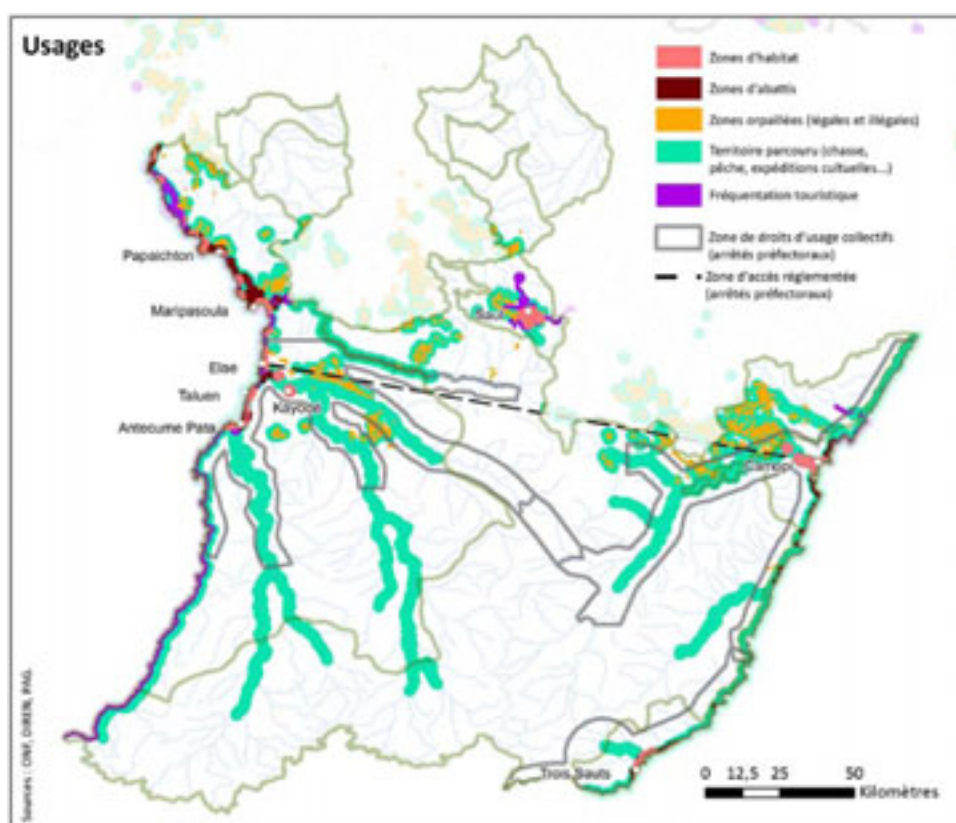 Usages
Zones d'habitat
Zones d'abattis
Zones orpaillées (légales et illégales)
Territoire parcouru (chasse,
pêche, expéditions cultuelles...)
Fréquentation touristique
Zone de droits d'usage collectifs
(arrêtés préfectoraux)
Zone d'accès réglementée
(arrêtés préfectoraux)
Papaichton
Maripasoula
Saül
Elaé
Taluen
Kayodé
Antecume Pata
Camopi
Trois Sauts
0 12,5 25 50
Kilomètres
Sources : ONF, DIREN, PAG